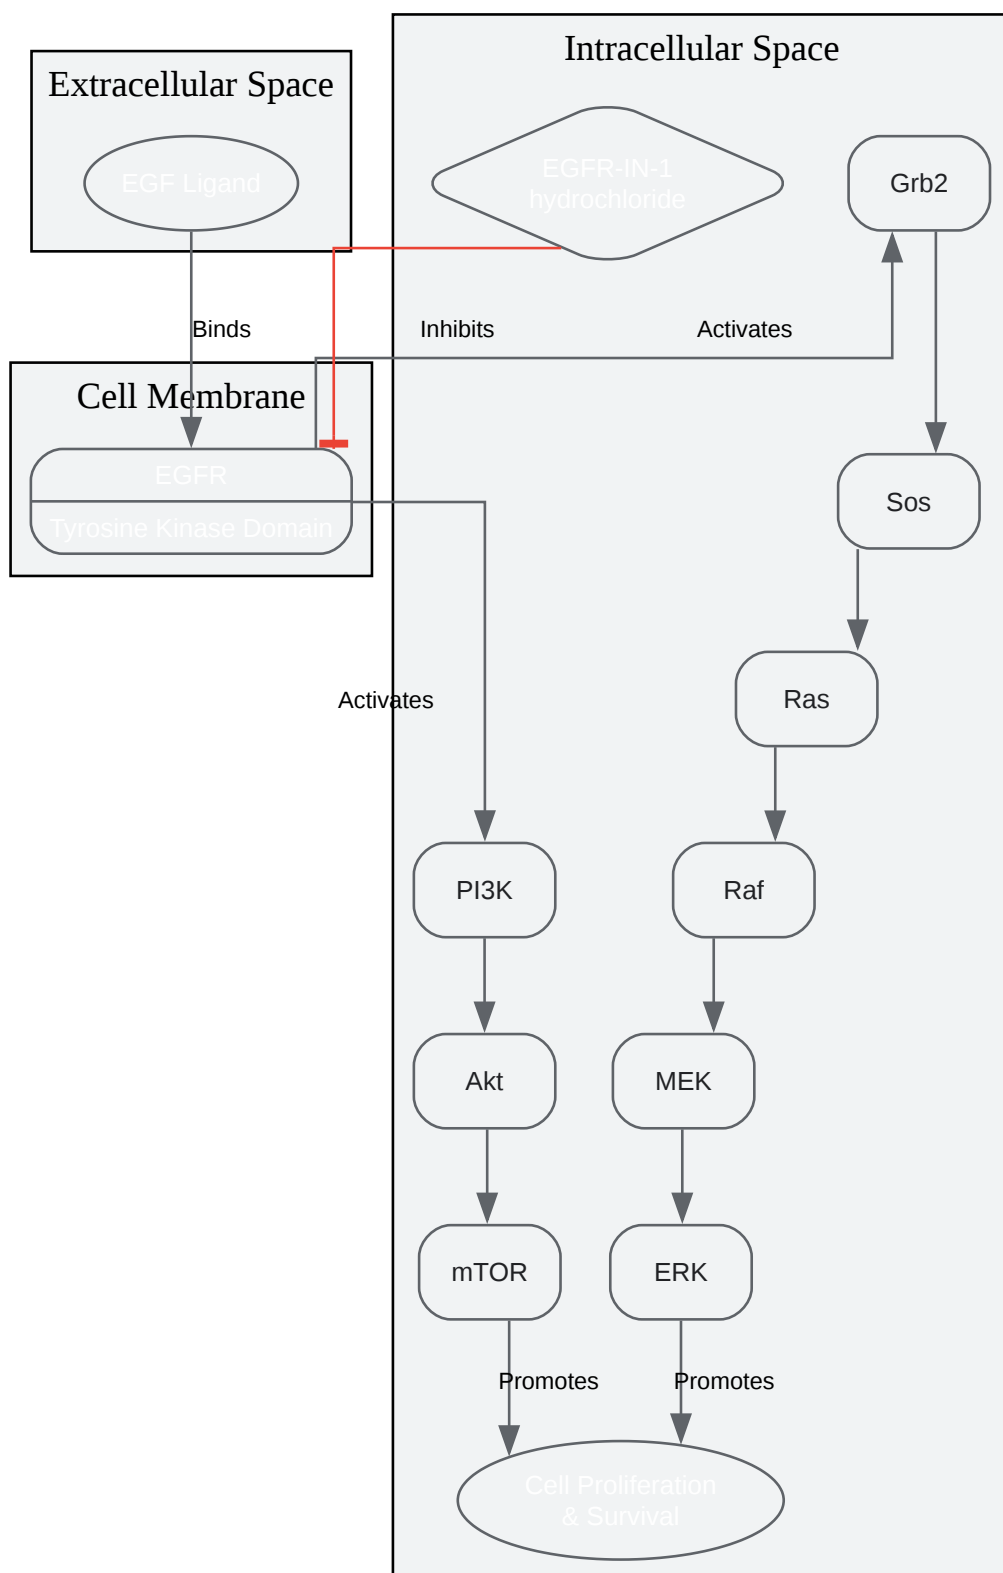 Intracellular Space
Extracellular Space
EGF Ligand
EGFR-IN-1
hydrochloride
Grb2
Binds
Inhibits
Activates
Cell Membrane
EGFR
Tyrosine Kinase Domain
Sos
Activates
Ras
PI3K
Raf
Akt
MEK
mTOR
ERK
Promotes
Promotes
Cell Proliferation
& Survival